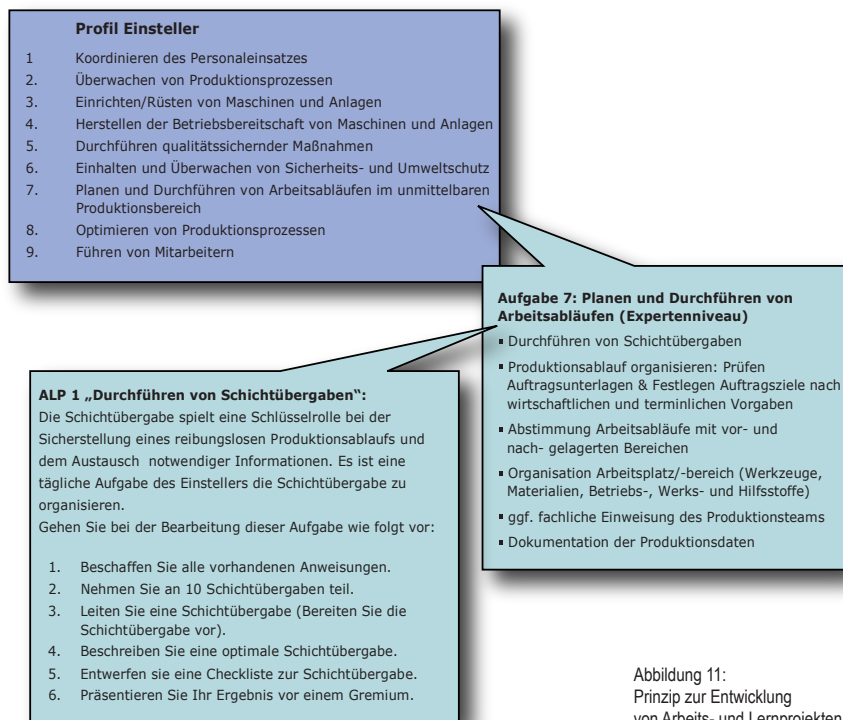 Profil Einsteller
1 Koordinieren des Personaleinsatzes
2. Überwachen von Produktionsprozessen
3. Einrichten/Rüsten von Maschinen und Anlagen
4. Herstellen der Betriebsbereitschaft von Maschinen und Anlagen
5. Durchführen qualitätssichernder Maßnahmen
6. Einhalten und Überwachen von Sicherheits- und Umweltschutz
7. Planen und Durchführen von Arbeitsabläufen im unmittelbaren
Produktionsbereich
8. Optimieren von Produktionsprozessen
9. Führen von Mitarbeitern
Aufgabe 7: Planen und Durchführen von
Arbeitsabläufen (Expertenniveau)
▪ Durchführen von Schichtübergaben
▪ Produktionsablauf organisieren: Prüfen
Auftragsunterlagen & Festlegen Auftragsziele nach
wirtschaftlichen und terminlichen Vorgaben
▪ Abstimmung Arbeitsabläufe mit vor- und
nach- gelagerten Bereichen
▪ Organisation Arbeitsplatz/-bereich (Werkzeuge,
Materialien, Betriebs-, Werks- und Hilfsstoffe)
▪ ggf. fachliche Einweisung des Produktionsteams
▪ Dokumentation der Produktionsdaten
ALP 1 „Durchführen von Schichtübergaben“:
Die Schichtübergabe spielt eine Schlüsselrolle bei der
Sicherstellung eines reibungslosen Produktionsablaufs und
dem Austausch notwendiger Informationen. Es ist eine
tägliche Aufgabe des Einstellers die Schichtübergabe zu
organisieren.
Gehen Sie bei der Bearbeitung dieser Aufgabe wie folgt vor:
1. Beschaffen Sie alle vorhandenen Anweisungen.
2. Nehmen Sie an 10 Schichtübergaben teil.
3. Leiten Sie eine Schichtübergabe (Bereiten Sie die
Schichtübergabe vor).
4. Beschreiben Sie eine optimale Schichtübergabe.
5. Entwerfen sie eine Checkliste zur Schichtübergabe.
6. Präsentieren Sie Ihr Ergebnis vor einem Gremium.
Abbildung 11:
Prinzip zur Entwicklung
von Arbeits- und Lernprojekten